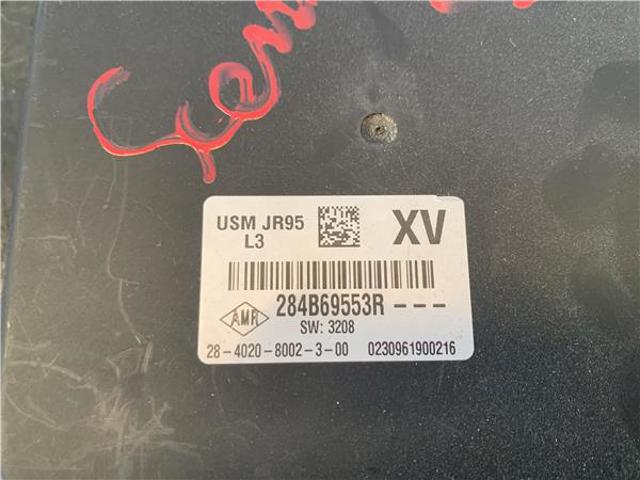 USM JR95
L3
XV
284B69553R---
AMR
SW: 3208
28-4020-8002-3-00 0230961900216